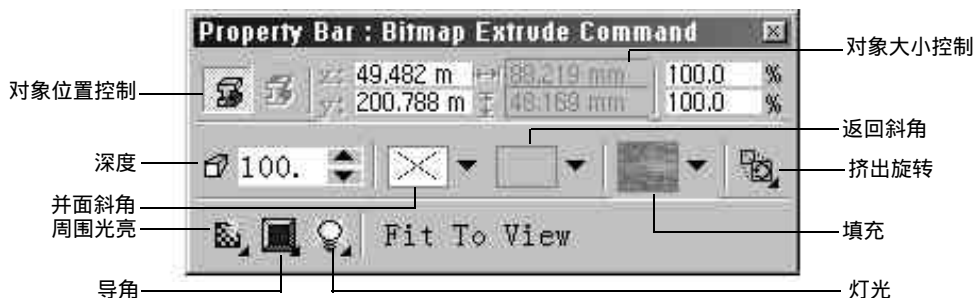 Property Bar : Bitmap Extrude Command
对象大小控制
对象位置控制
x: 49.482 m 88.219 mm 100.0 %
y: 200.788 m 48.169 mm 100.0 %
返回斜角
深度
100.
挤出旋转
并面斜角
周围光亮
填充
Fit To View
导角
灯光